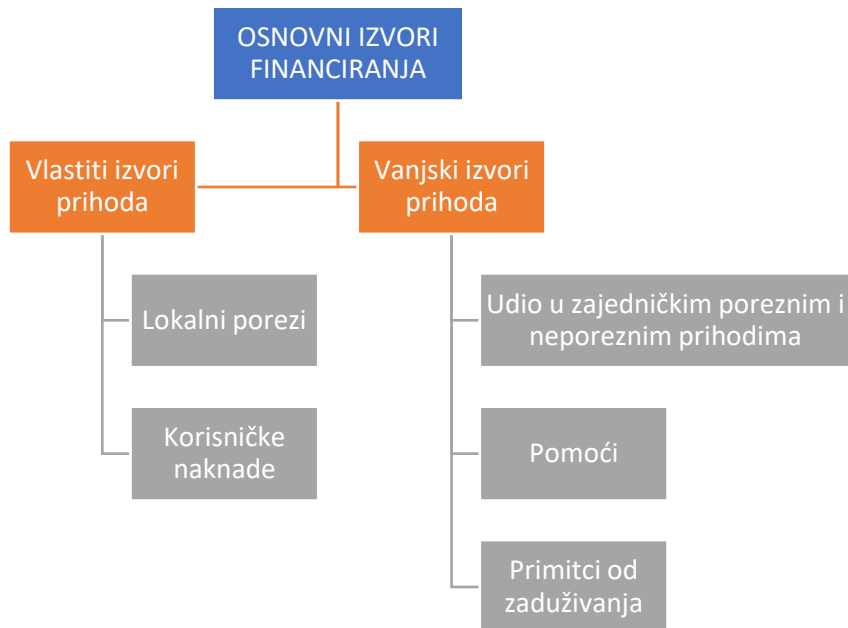 OSNOVNI IZVORI
FINANCIRANJA
Vlastiti izvori
prihoda
Vanjski izvori
prihoda
Lokalni porezi
Udio u zajedničkim poreznim i
neporeznim prihodima
Korisničke
naknade
Pomoći
Primitci od
zaduživanja